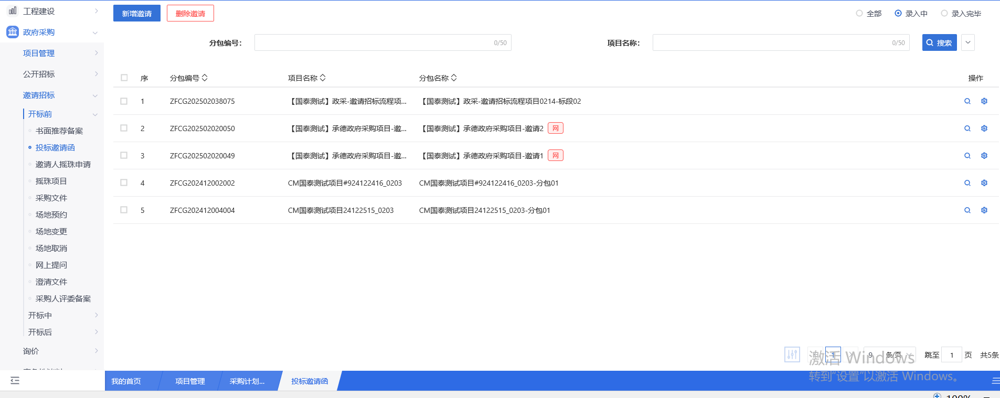 工程建设
政府采购
项目管理
公开招标
邀请招标
开标前
书面推荐备案
投标邀请函
邀请人摇珠申请
摇珠项目
采购文件
场地预约
场地变更
场地取消
网上提问
澄清文件
采购人评委备案
开标中
开标后
询价
新增邀请 删除邀请 全部 录入中 录入完毕
分包编号： 0/50 项目名称： 0/50 搜索
序 分包编号 项目名称 分包名称 操作
1 ZFCG202502038075 【国泰测试】政采-邀请招标流程项... 【国泰测试】政采-邀请招标流程项目0214-标段02
2 ZFCG202502020050 【国泰测试】承德政府采购项目-邀... 【国泰测试】承德政府采购项目-邀请2 网
3 ZFCG202502020049 【国泰测试】承德政府采购项目-邀... 【国泰测试】承德政府采购项目-邀请1 网
4 ZFCG202412002002 CM国泰测试项目#924122416_0203 CM国泰测试项目#924122416_0203-分包01
5 ZFCG202412004004 CM国泰测试项目24122515_0203 CM国泰测试项目24122515_0203-分包01
1 9 条/页 跳至 1 页 共5条
激活 Windows
转到“设置”以激活 Windows。
我的首页 项目管理 采购计划... 投标邀请函
100%